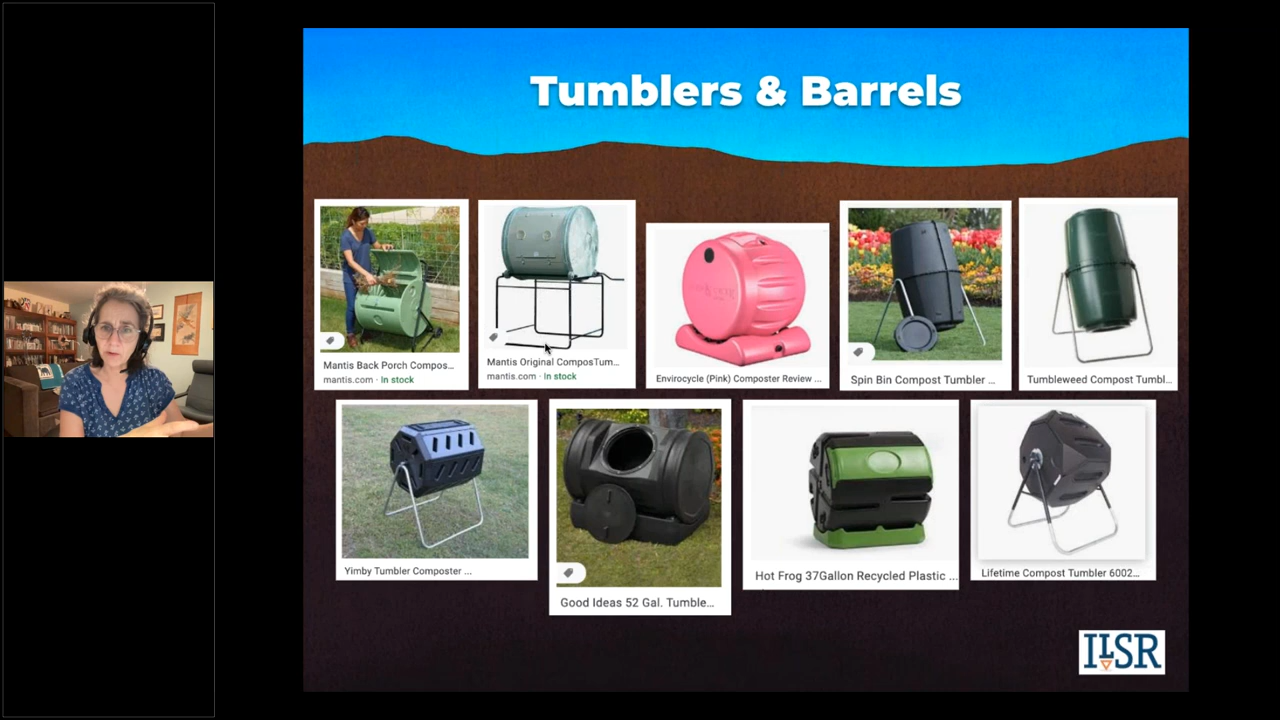 Tumblers & Barrels
Mantis Back Porch Compos...
mantis.com · In stock
Mantis Original ComposTum...
mantis.com · In stock
Envirocycle (Pink) Composter Review ...
Spin Bin Compost Tumbler ...
Tumbleweed Compost Tumbl...
Yimby Tumbler Composter ...
Good Ideas 52 Gal. Tumble...
Hot Frog 37Gallon Recycled Plastic ...
Lifetime Compost Tumbler 6002...
ILSR